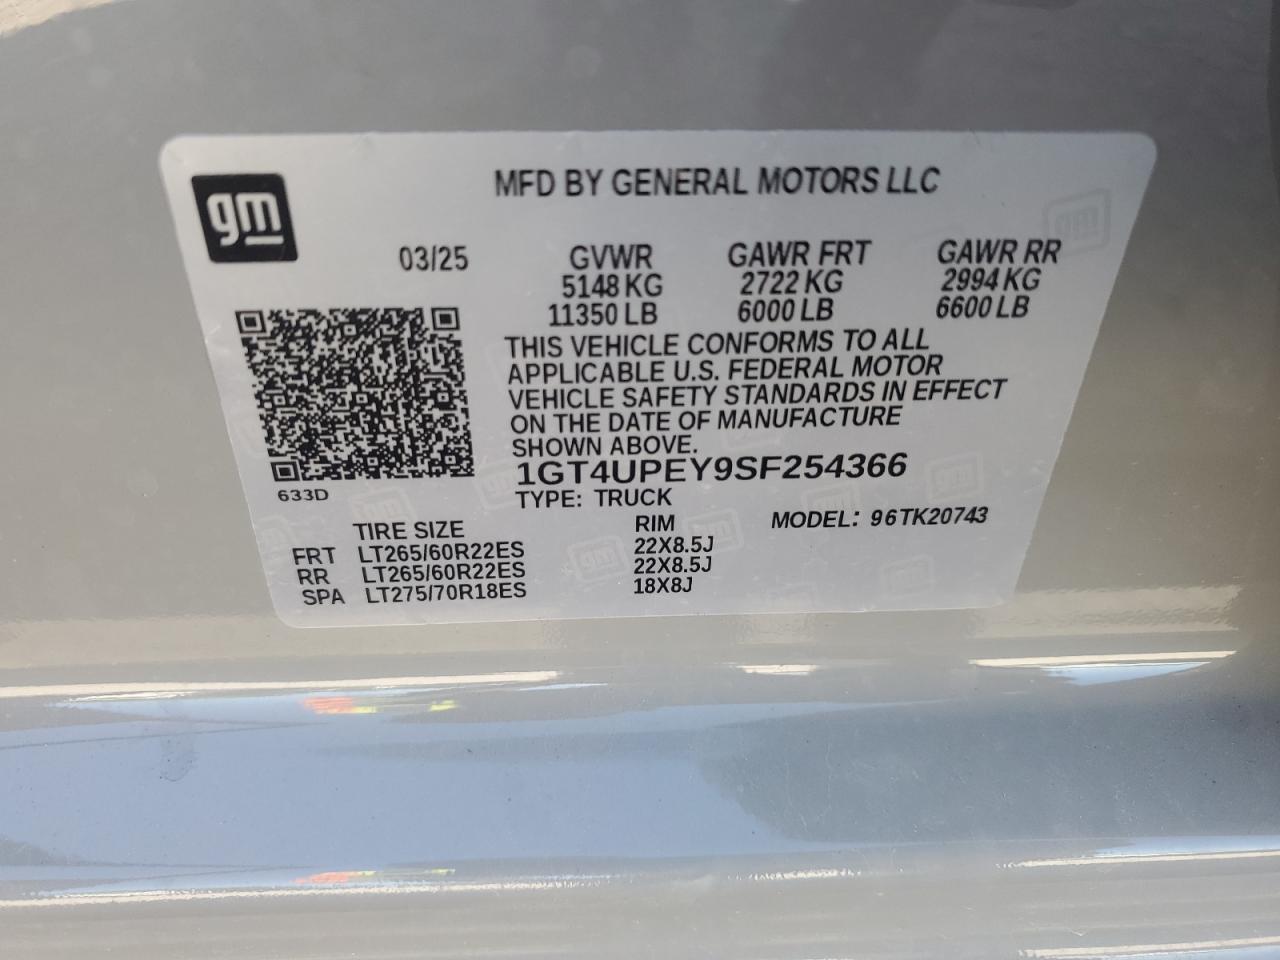 gm
MFD BY GENERAL MOTORS LLC
03/25 GVWR GAWR FRT GAWR RR
5148 KG 2722 KG 2994 KG
11350 LB 6000 LB 6600 LB
THIS VEHICLE CONFORMS TO ALL
APPLICABLE U.S. FEDERAL MOTOR
VEHICLE SAFETY STANDARDS IN EFFECT
ON THE DATE OF MANUFACTURE
SHOWN ABOVE.
1GT4UPEY9SF254366
633D
TYPE: TRUCK
TIRE SIZE RIM MODEL: 96TK20743
FRT LT265/60R22ES 22X8.5J
RR LT265/60R22ES 22X8.5J
SPA LT275/70R18ES 18X8J